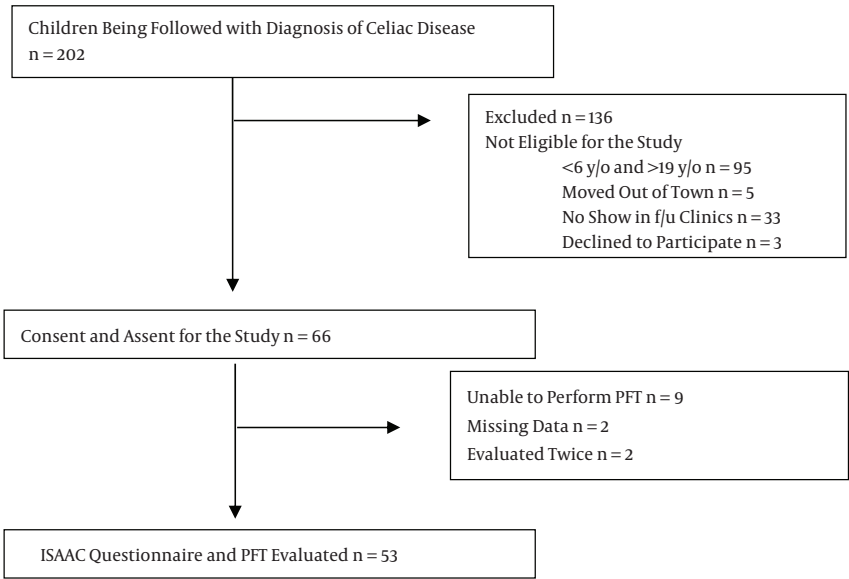 Children Being Followed with Diagnosis of Celiac Disease
n = 202
Excluded n = 136
Not Eligible for the Study
<6 y/o and >19 y/o n = 95
Moved Out of Town n = 5
No Show in f/u Clinics n = 33
Declined to Participate n = 3
Consent and Assent for the Study n = 66
Unable to Perform PFT n = 9
Missing Data n = 2
Evaluated Twice n = 2
ISAAC Questionnaire and PFT Evaluated n = 53